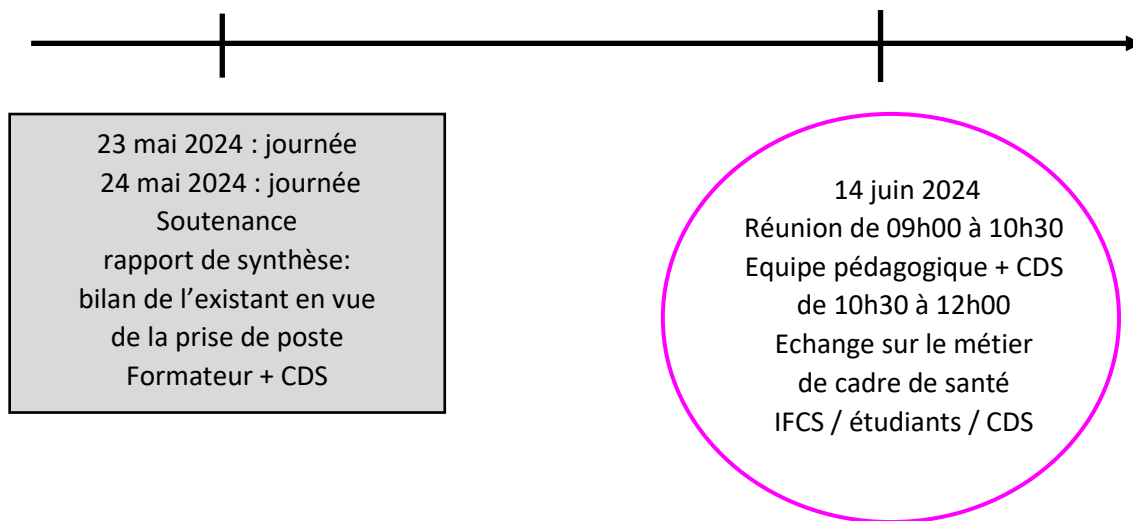 23 mai 2024 : journée
24 mai 2024 : journée
Soutenance
rapport de synthèse:
bilan de l’existant en vue
de la prise de poste
Formateur + CDS
14 juin 2024
Réunion de 09h00 à 10h30
Equipe pédagogique + CDS
de 10h30 à 12h00
Echange sur le métier
de cadre de santé
IFCS / étudiants / CDS